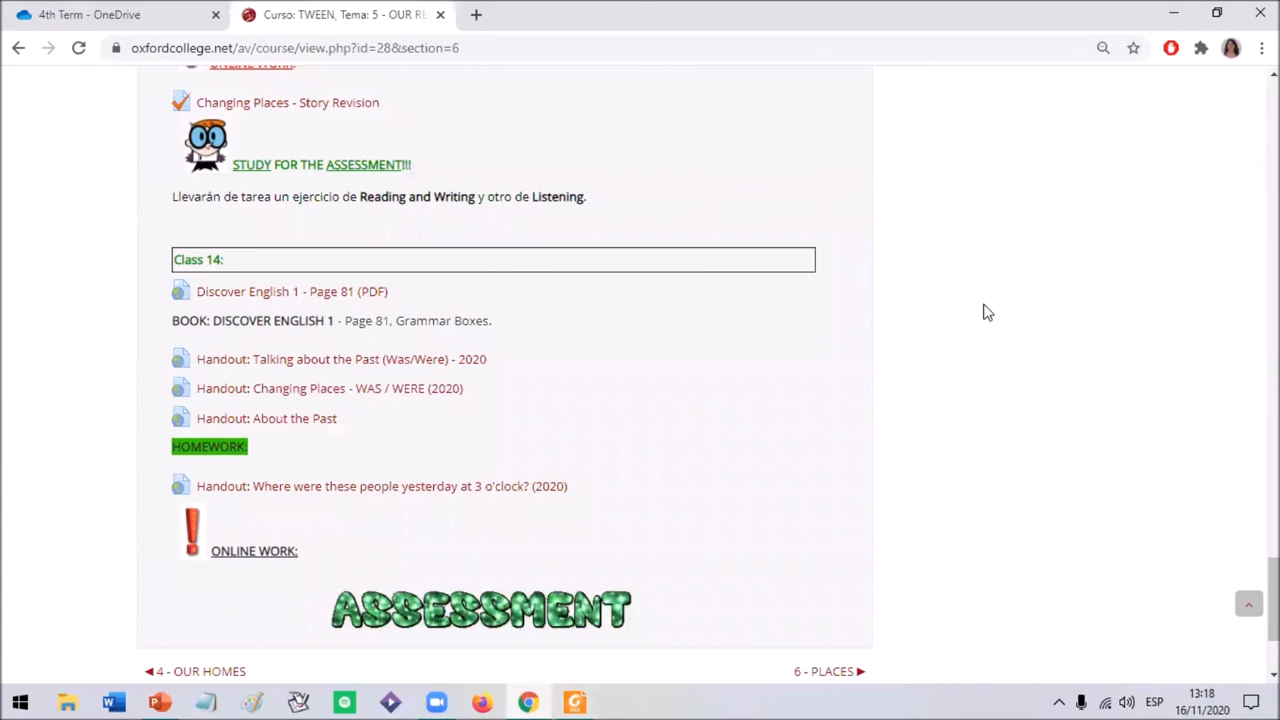 4th Term - OneDrive
Curso: TWEEN, Tema: 5 - OUR RE
oxfordcollege.net/av/course/view.php?id=28&section=6
ONLINE WORK:
Changing Places - Story Revision
STUDY FOR THE ASSESSMENT!!!
Llevarán de tarea un ejercicio de Reading and Writing y otro de Listening.
Class 14:
Discover English 1 - Page 81 (PDF)
BOOK: DISCOVER ENGLISH 1 - Page 81, Grammar Boxes.
Handout: Talking about the Past (Was/Were) - 2020
Handout: Changing Places - WAS / WERE (2020)
Handout: About the Past
HOMEWORK:
Handout: Where were these people yesterday at 3 o'clock? (2020)
ONLINE WORK:
ASSESSMENT
◀ 4 - OUR HOMES
6 - PLACES ▶
ESP
13:18
16/11/2020